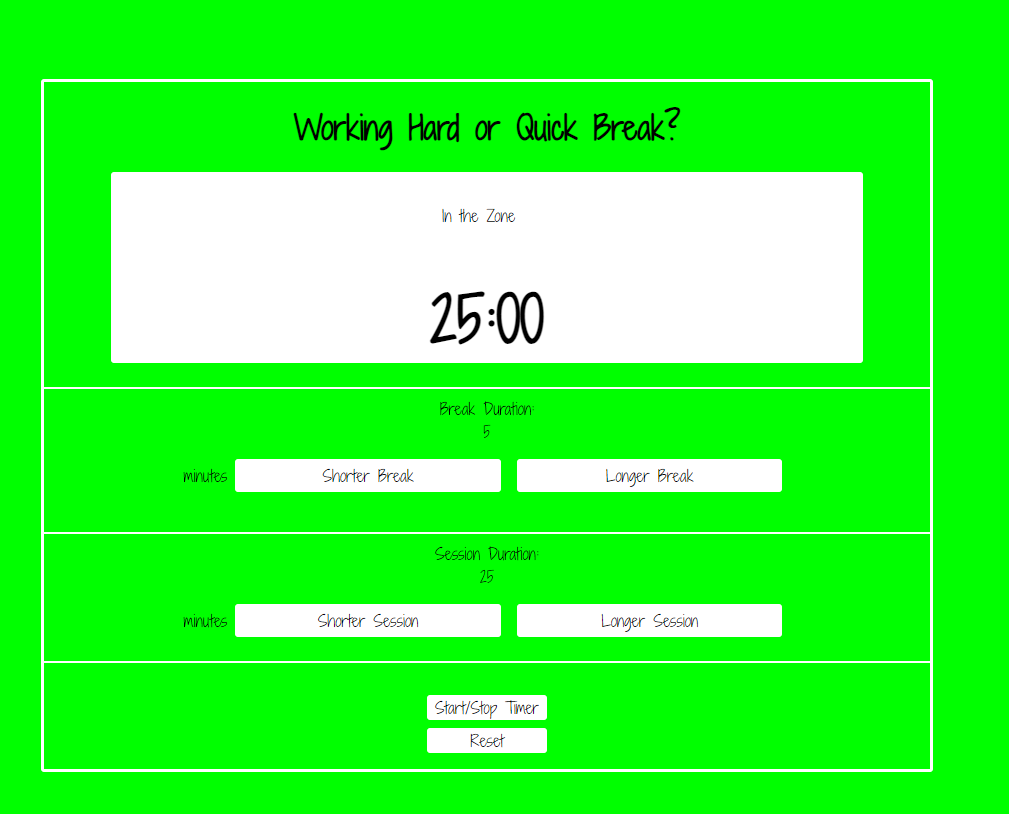 Working Hard or Quick Break?
In the Zone
25:00
Break Duration:
5
minutes Shorter Break Longer Break
Session Duration:
25
minutes Shorter Session Longer Session
Start/Stop Timer
Reset